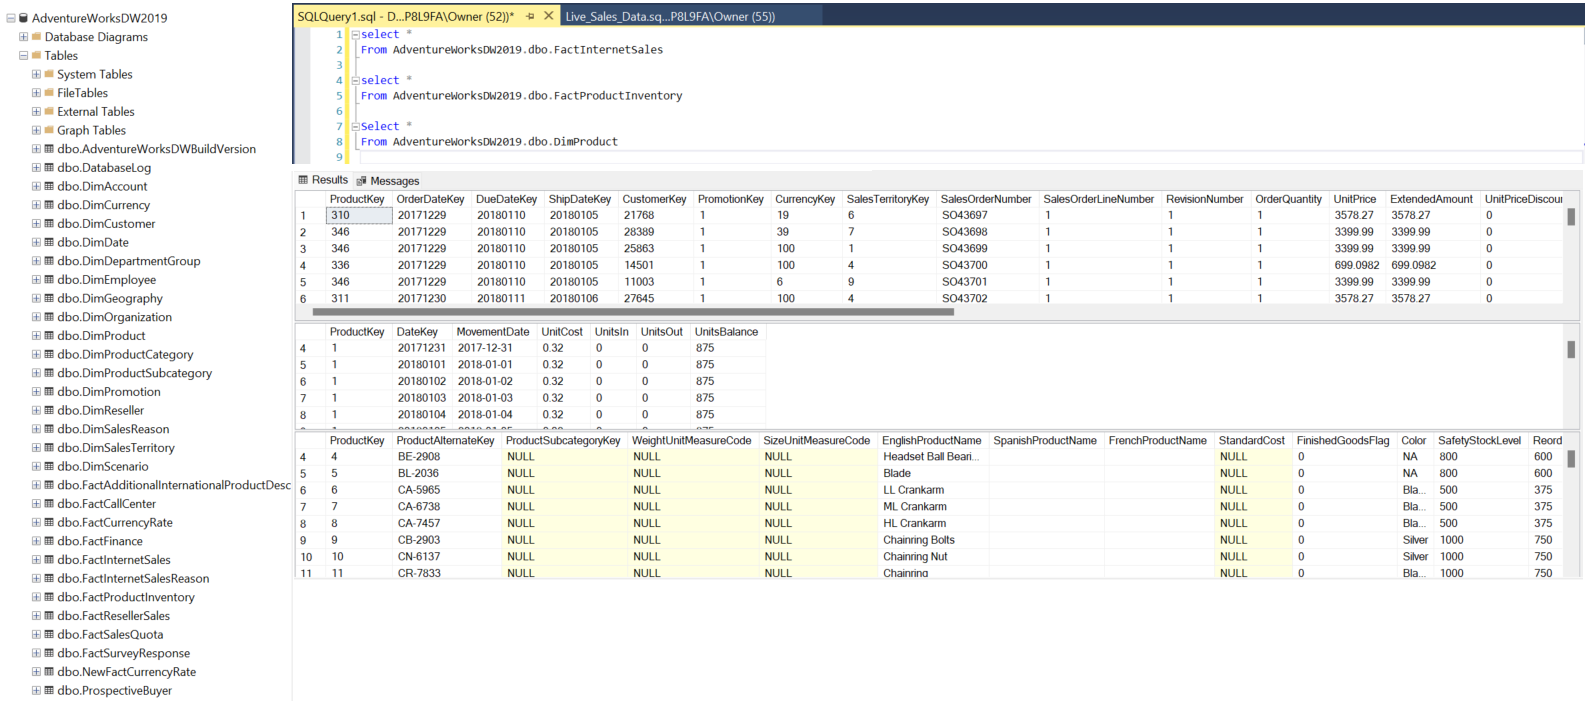 AdventureWorksDW2019
Database Diagrams
Tables
System Tables
FileTables
External Tables
Graph Tables
dbo.AdventureWorksDWBuildVersion
dbo.DatabaseLog
dbo.DimAccount
dbo.DimCurrency
dbo.DimCustomer
dbo.DimDate
dbo.DimDepartmentGroup
dbo.DimEmployee
dbo.DimGeography
dbo.DimOrganization
dbo.DimProduct
dbo.DimProductCategory
dbo.DimProductSubcategory
dbo.DimPromotion
dbo.DimReseller
dbo.DimSalesReason
dbo.DimSalesTerritory
dbo.DimScenario
dbo.FactAdditionalInternationalProductDesc
dbo.FactCallCenter
dbo.FactCurrencyRate
dbo.FactFinance
dbo.FactInternetSales
dbo.FactInternetSalesReason
dbo.FactProductInventory
dbo.FactResellerSales
dbo.FactSalesQuota
dbo.FactSurveyResponse
dbo.NewFactCurrencyRate
dbo.ProspectiveBuyer
SQLQuery1.sql - D...P8L9FA\Owner (52))* Live_Sales_Data.sq...P8L9FA\Owner (55))
1 select *
2 From AdventureWorksDW2019.dbo.FactInternetSales
3
4 select *
5 From AdventureWorksDW2019.dbo.FactProductInventory
6
7 Select *
8 From AdventureWorksDW2019.dbo.DimProduct
9
Results Messages
ProductKey OrderDateKey DueDateKey ShipDateKey CustomerKey PromotionKey CurrencyKey SalesTerritoryKey SalesOrderNumber SalesOrderLineNumber RevisionNumber OrderQuantity UnitPrice ExtendedAmount UnitPriceDiscour
1 310 20171229 20180110 20180105 21768 1 19 6 SO43697 1 1 1 3578.27 3578.27 0
2 346 20171229 20180110 20180105 28389 1 39 7 SO43698 1 1 1 3399.99 3399.99 0
3 346 20171229 20180110 20180105 25863 1 100 1 SO43699 1 1 1 3399.99 3399.99 0
4 336 20171229 20180110 20180105 14501 1 100 4 SO43700 1 1 1 699.0982 699.0982 0
5 346 20171229 20180110 20180105 11003 1 6 9 SO43701 1 1 1 3399.99 3399.99 0
6 311 20171230 20180111 20180106 27645 1 100 4 SO43702 1 1 1 3578.27 3578.27 0
ProductKey DateKey MovementDate UnitCost UnitsIn UnitsOut UnitsBalance
4 1 20171231 2017-12-31 0.32 0 0 875
5 1 20180101 2018-01-01 0.32 0 0 875
6 1 20180102 2018-01-02 0.32 0 0 875
7 1 20180103 2018-01-03 0.32 0 0 875
8 1 20180104 2018-01-04 0.32 0 0 875
ProductKey ProductAlternateKey ProductSubcategoryKey WeightUnitMeasureCode SizeUnitMeasureCode EnglishProductName SpanishProductName FrenchProductName StandardCost FinishedGoodsFlag Color SafetyStockLevel Reord
4 4 BE-2908 NULL NULL NULL Headset Ball Beari... NULL 0 NA 800 600
5 5 BL-2036 NULL NULL NULL Blade NULL 0 NA 800 600
6 6 CA-5965 NULL NULL NULL LL Crankarm NULL 0 Bla... 500 375
7 7 CA-6738 NULL NULL NULL ML Crankarm NULL 0 Bla... 500 375
8 8 CA-7457 NULL NULL NULL HL Crankarm NULL 0 Bla... 500 375
9 9 CB-2903 NULL NULL NULL Chainring Bolts NULL 0 Silver 1000 750
10 10 CN-6137 NULL NULL NULL Chainring Nut NULL 0 Silver 1000 750
11 11 CR-7833 NULL NULL NULL Chainring NULL 0 Bla... 1000 750